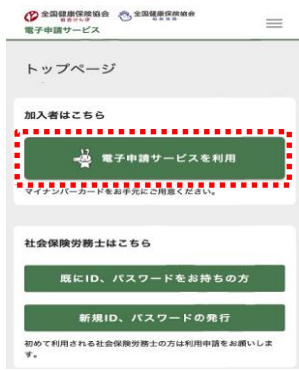 全国健康保険協会 全国健康保険協会
協会けんぽ 船員保険
電子申請サービス
トップページ
加入者はこちら
電子申請サービスを利用
マイナンバーカードをお手元にご用意ください。
社会保険労務士はこちら
既にID、パスワードをお持ちの方
新規ID、パスワードの発行
初めて利用される社会保険労務士の方は利用申請をお願いしま
す。